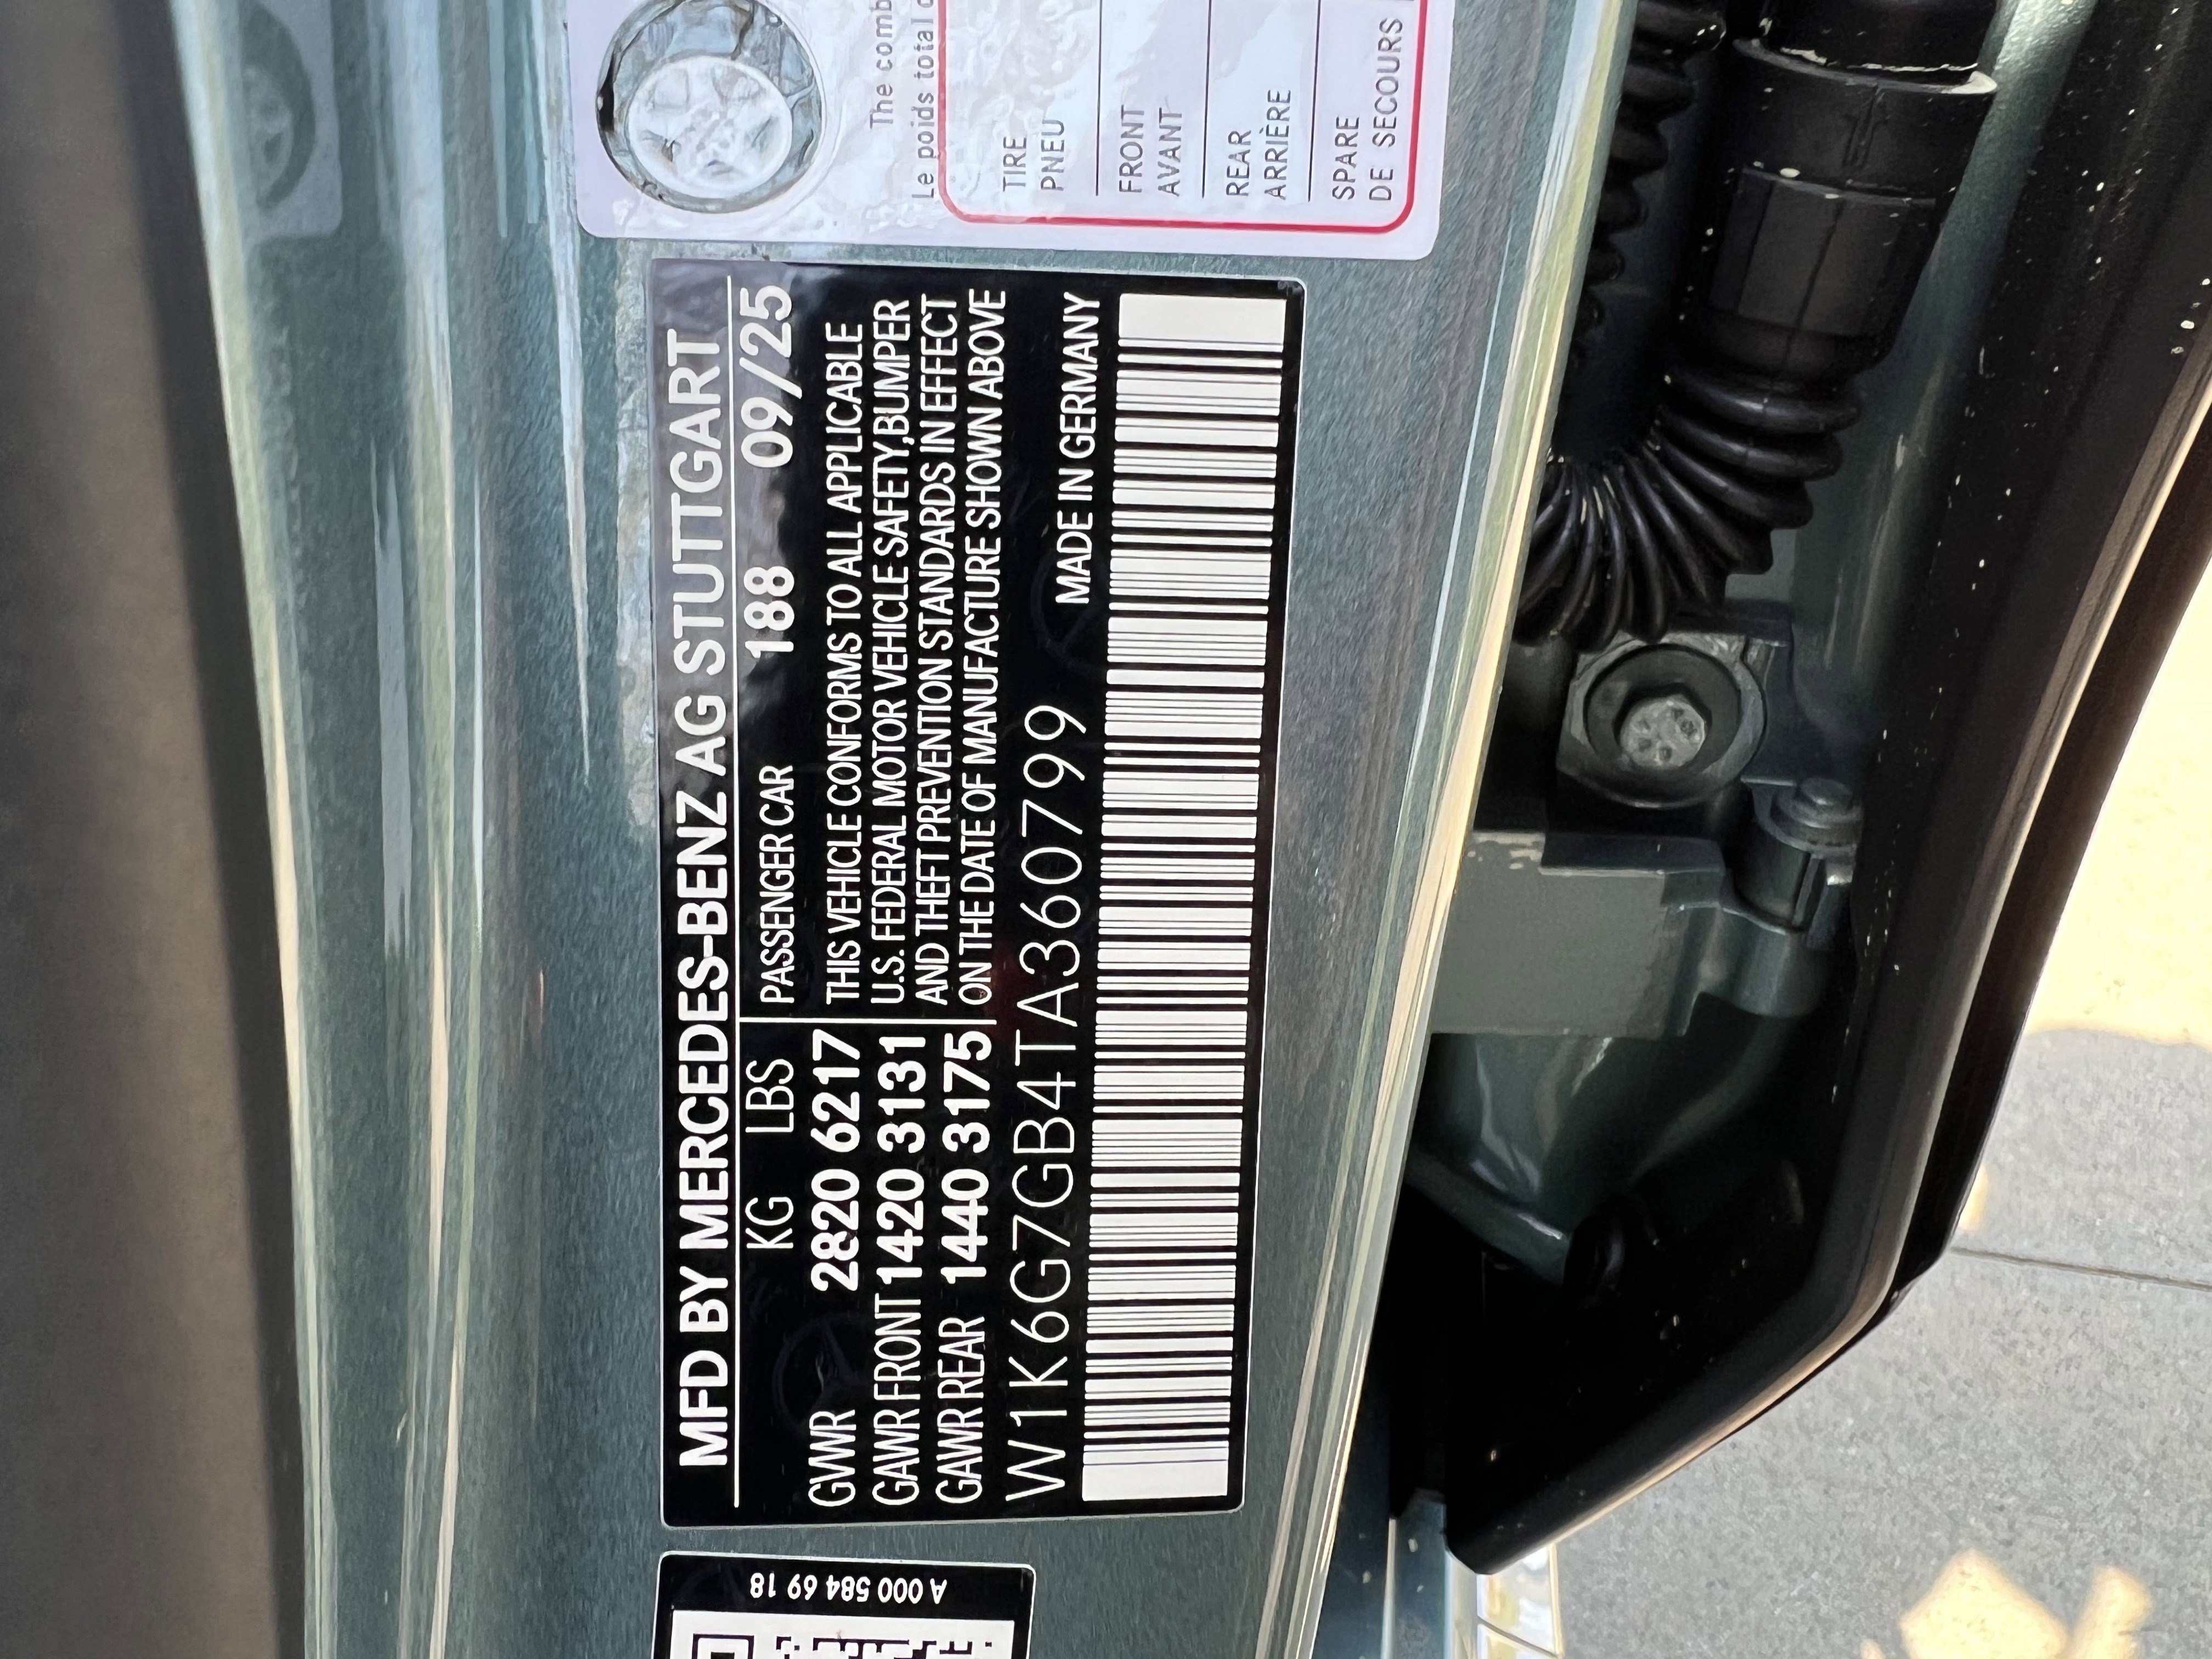 MFD BY MERCEDES-BENZ AG STUTTGART
KG LBS PASSENGER CAR 188 09/25
GVWR 2820 6217
GAWR FRONT 1420 3131
GAWR REAR 1440 3175
THIS VEHICLE CONFORMS TO ALL APPLICABLE
U.S. FEDERAL MOTOR VEHICLE SAFETY,BUMPER
AND THEFT PREVENTION STANDARDS IN EFFECT
ON THE DATE OF MANUFACTURE SHOWN ABOVE
W1K6G7GB4TA360799
MADE IN GERMANY
The
Le poids total
TIRE
PNEU
FRONT
AVANT
REAR
ARRIÈRE
SPARE
DE SECOURS
A 000 584 69 18